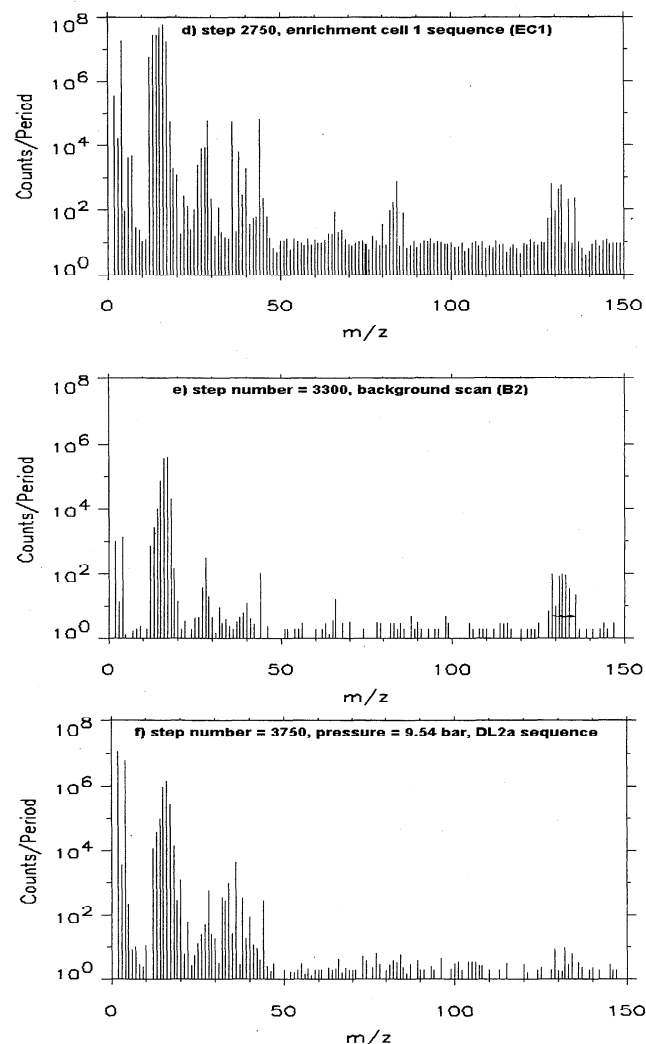 d) step 2750, enrichment cell 1 sequence (EC1)
10^8
10^6
10^4
10^2
10^0
Counts/Period
0 50 100 150
m/z
e) step number = 3300, background scan (B2)
10^8
10^6
10^4
10^2
10^0
Counts/Period
0 50 100 150
m/z
f) step number = 3750, pressure = 9.54 bar, DL2a sequence
10^8
10^6
10^4
10^2
10^0
Counts/Period
0 50 100 150
m/z